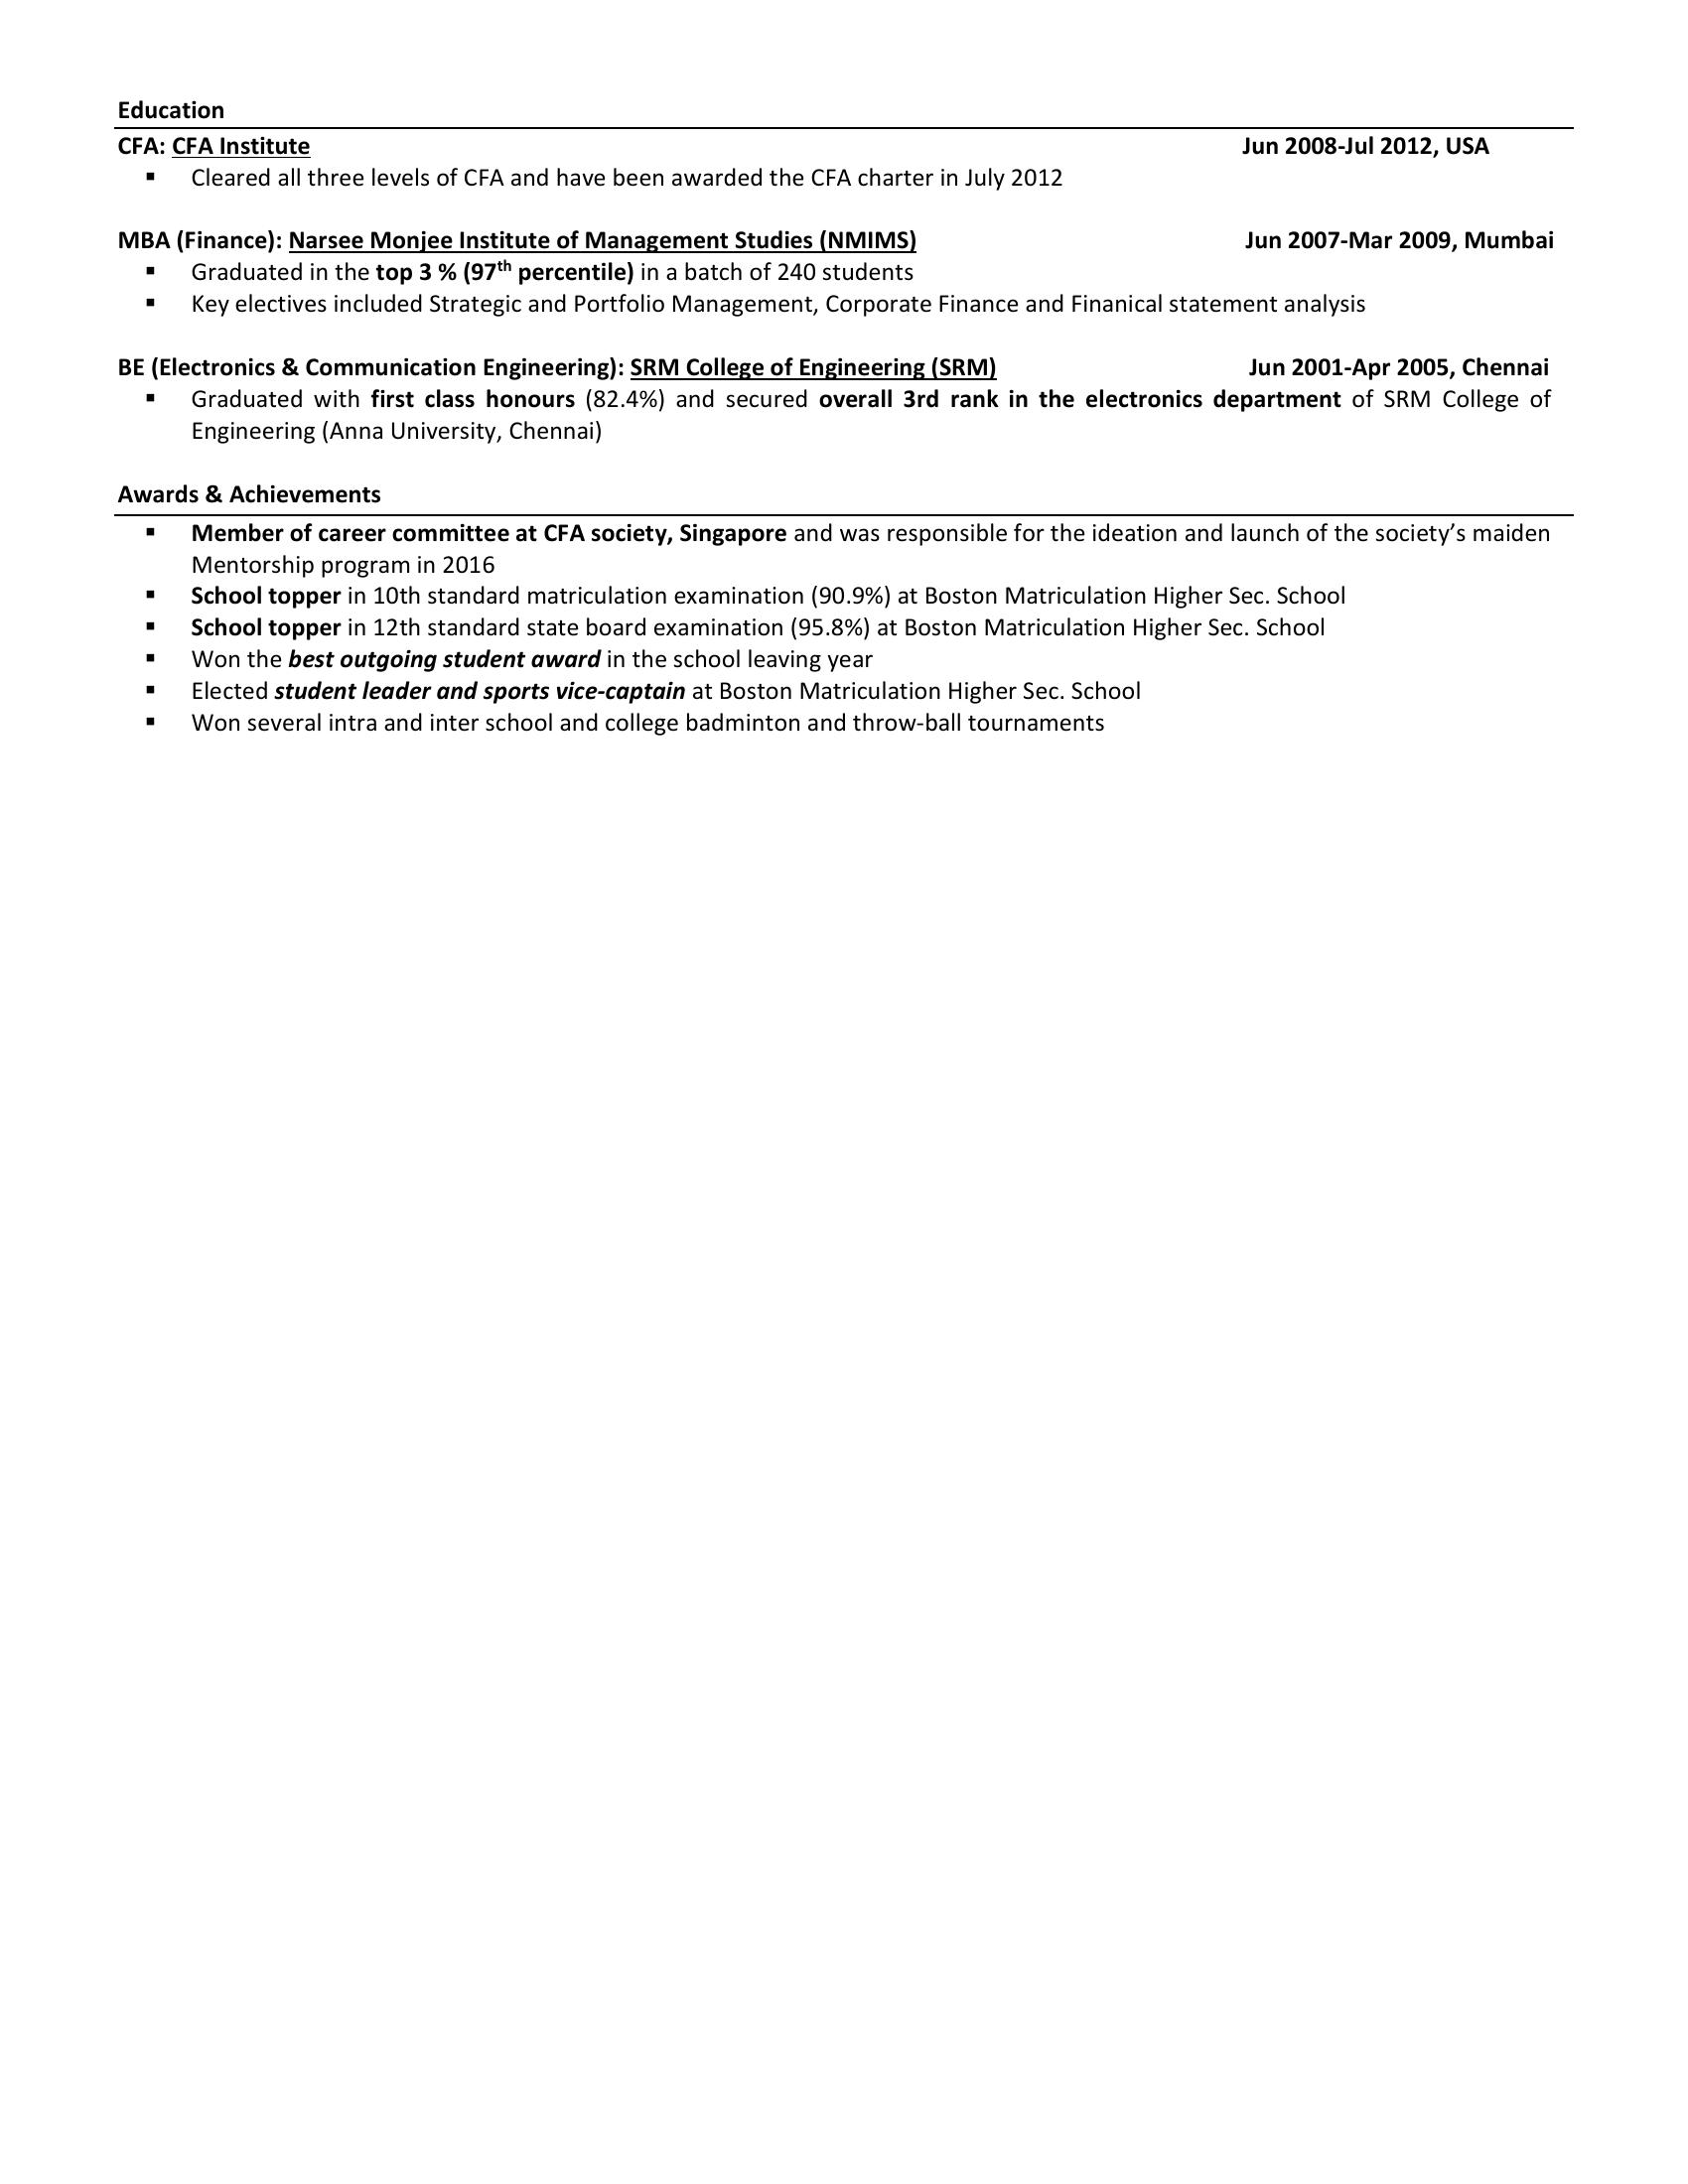 Education
CFA: CFA Institute Jun 2008-Jul 2012, USA
▪ Cleared all three levels of CFA and have been awarded the CFA charter in July 2012
MBA (Finance): Narsee Monjee Institute of Management Studies (NMIMS) Jun 2007-Mar 2009, Mumbai
▪ Graduated in the top 3 % (97th percentile) in a batch of 240 students
▪ Key electives included Strategic and Portfolio Management, Corporate Finance and Finanical statement analysis
BE (Electronics & Communication Engineering): SRM College of Engineering (SRM) Jun 2001-Apr 2005, Chennai
▪ Graduated with first class honours (82.4%) and secured overall 3rd rank in the electronics department of SRM College of
Engineering (Anna University, Chennai)
Awards & Achievements
▪ Member of career committee at CFA society, Singapore and was responsible for the ideation and launch of the society’s maiden
Mentorship program in 2016
▪ School topper in 10th standard matriculation examination (90.9%) at Boston Matriculation Higher Sec. School
▪ School topper in 12th standard state board examination (95.8%) at Boston Matriculation Higher Sec. School
▪ Won the best outgoing student award in the school leaving year
▪ Elected student leader and sports vice-captain at Boston Matriculation Higher Sec. School
▪ Won several intra and inter school and college badminton and throw-ball tournaments